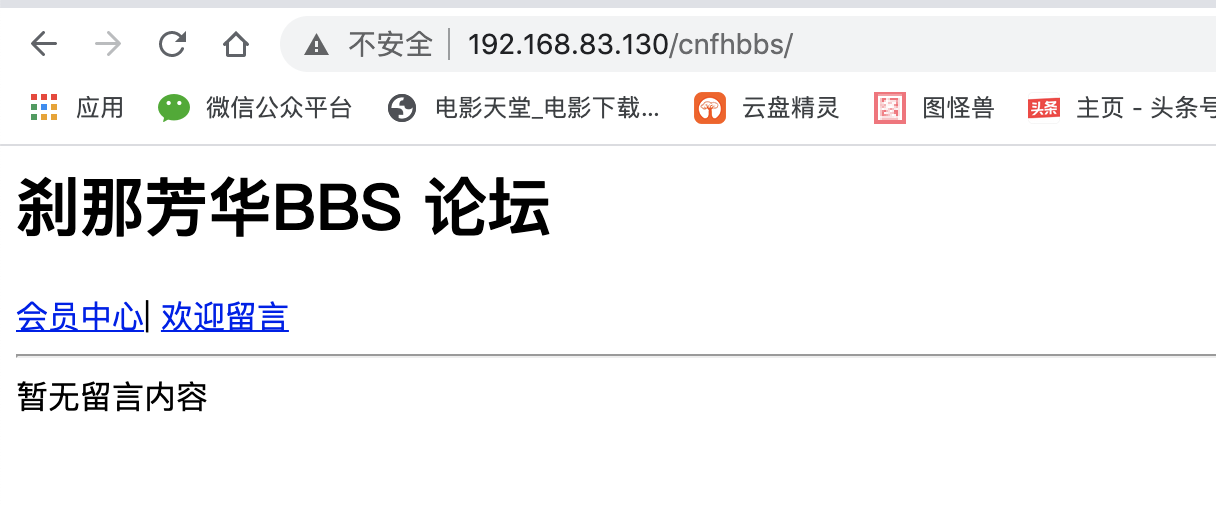 不安全 | 192.168.83.130/cnfhbbs/
应用 微信公众平台 电影天堂_电影下载... 云盘精灵 图怪兽 头条 主页 - 头条号
刹那芳华BBS 论坛
会员中心| 欢迎留言
暂无留言内容